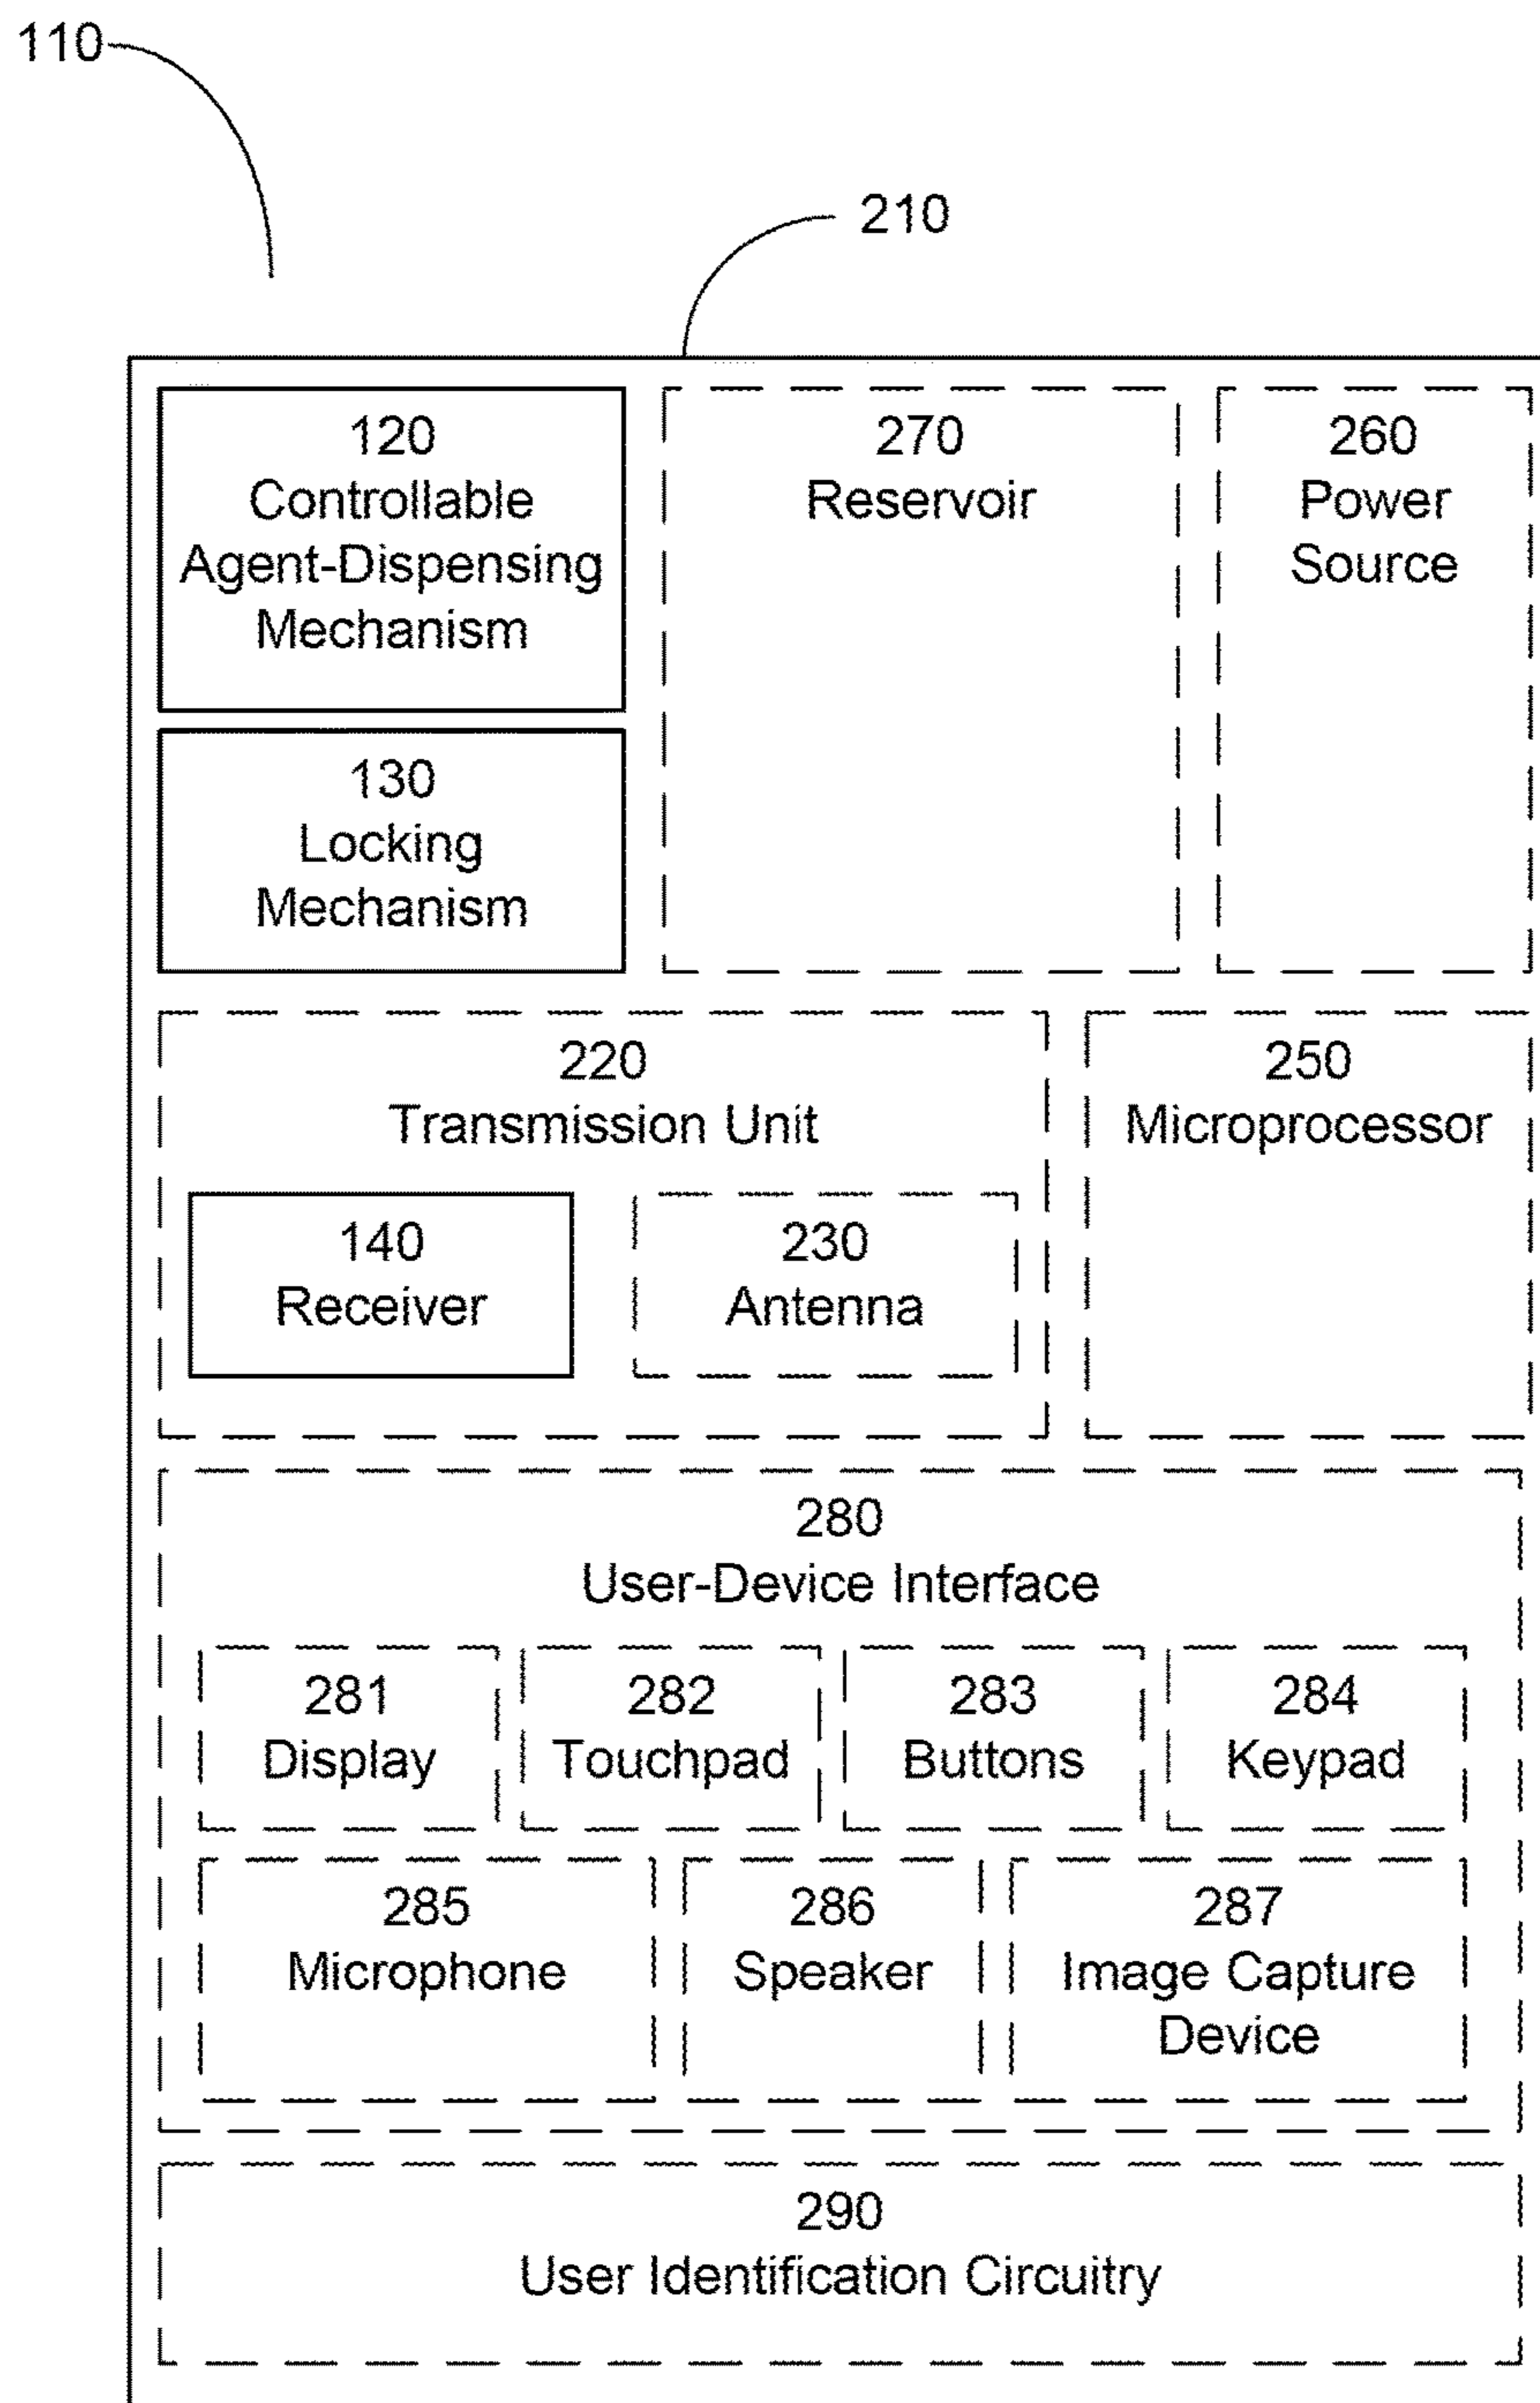 110
210
120
Controllable
Agent-Dispensing
Mechanism
270
Reservoir
260
Power
Source
130
Locking
Mechanism
220
Transmission Unit
250
Microprocessor
140
Receiver
230
Antenna
280
User-Device Interface
281
Display
282
Touchpad
283
Buttons
284
Keypad
285
Microphone
286
Speaker
287
Image Capture
Device
290
User Identification Circuitry